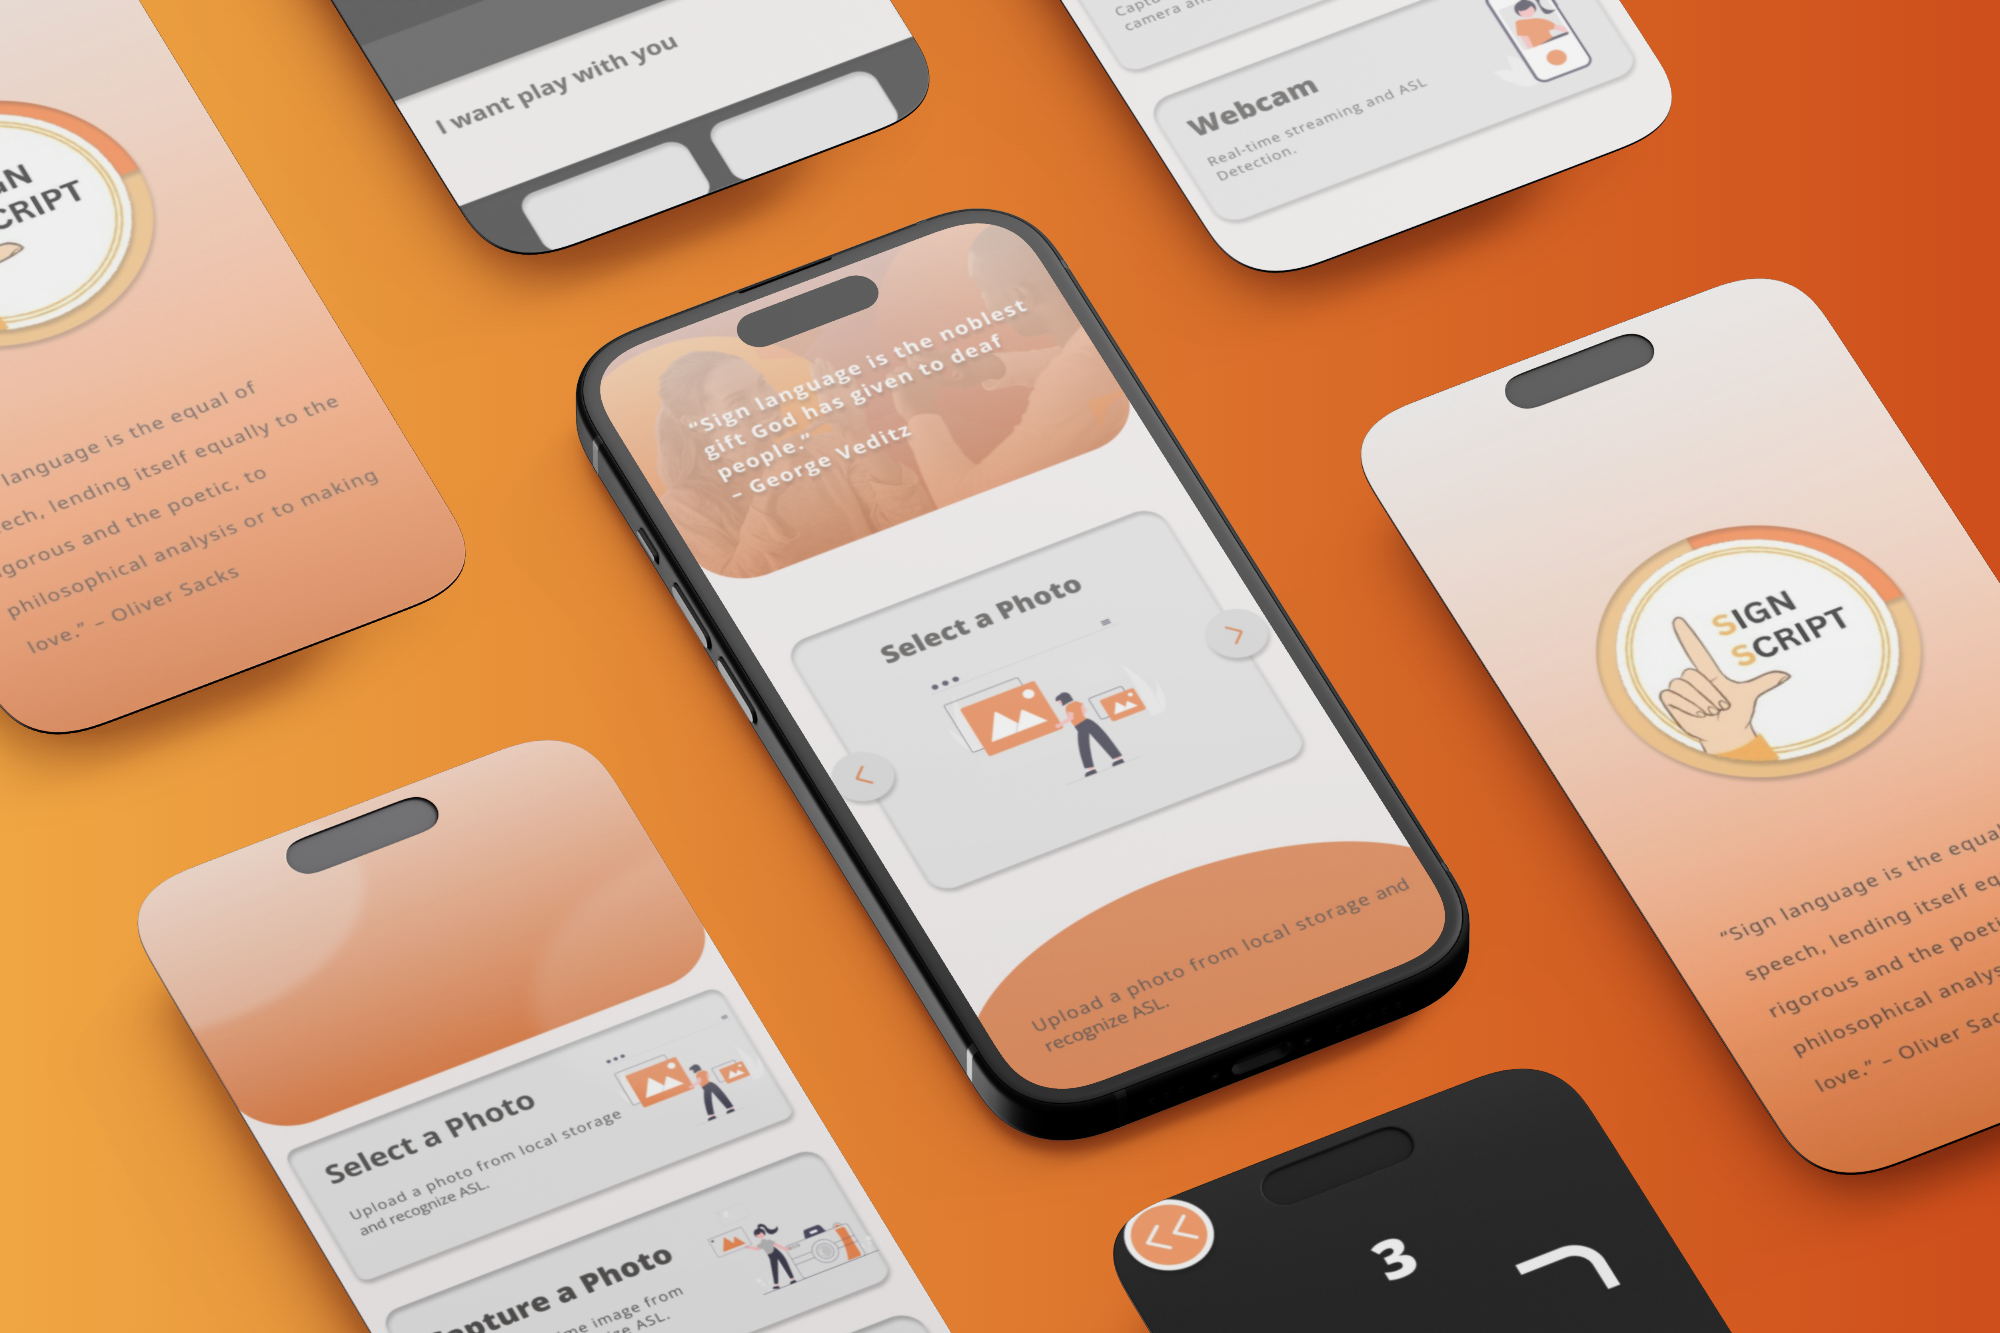 GN
CRIPT
language is the equal of
ech, lending itself equally to the
gorous and the poetic, to
philosophical analysis or to making
love.” – Oliver Sacks
I want play with you
camera
Webcam
Real-time streaming and ASL
Detection.
“Sign language is the noblest
gift God has given to deaf
people.”
– George Veditz
Select a Photo
Upload a photo from local storage and
recognize ASL.
SIGN
SCRIPT
“Sign language is the equal
speech, lending itself eq
rigorous and the poeti
philosophical analys
love.” – Oliver Sac
Select a Photo
Upload a photo from local storage
and recognize ASL.
apture a Photo
me image from
ze ASL.
3